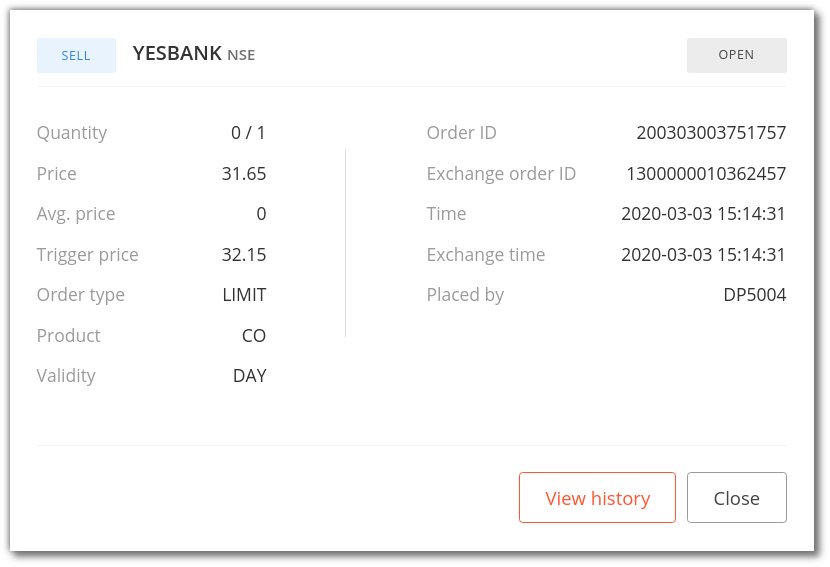 SELL YESBANK NSE OPEN
Quantity 0 / 1
Price 31.65
Avg. price 0
Trigger price 32.15
Order type LIMIT
Product CO
Validity DAY
Order ID 200303003751757
Exchange order ID 1300000010362457
Time 2020-03-03 15:14:31
Exchange time 2020-03-03 15:14:31
Placed by DP5004
View history Close